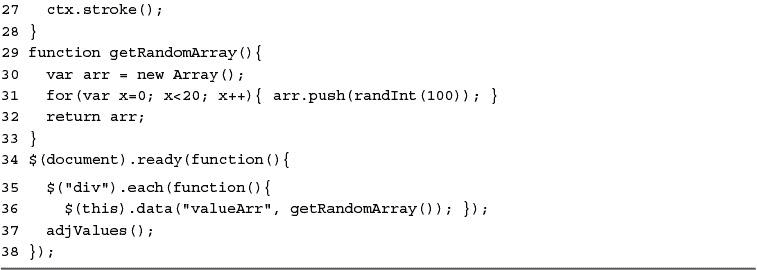 27   ctx.stroke();
28 }
29 function getRandomArray(){
30   var arr = new Array();
31   for(var x=0; x<20; x++){ arr.push(randInt(100)); }
32   return arr;
33 }
34 $(document).ready(function(){
35   $("div").each(function(){
36     $(this).data("valueArr", getRandomArray()); });
37   adjValues();
38 });